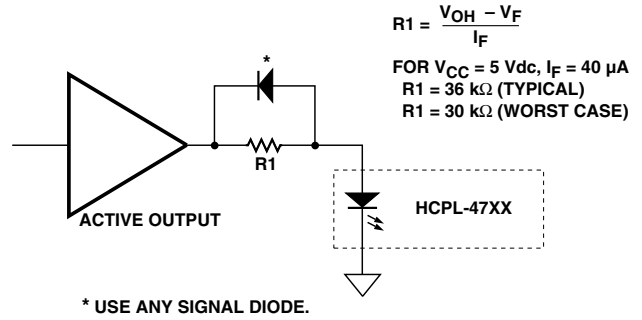 R1 = V_OH – V_F / I_F
FOR V_CC = 5 Vdc, I_F = 40 µA
R1 = 36 kΩ (TYPICAL)
R1 = 30 kΩ (WORST CASE)
*
R1
ACTIVE OUTPUT
HCPL-47XX
* USE ANY SIGNAL DIODE.